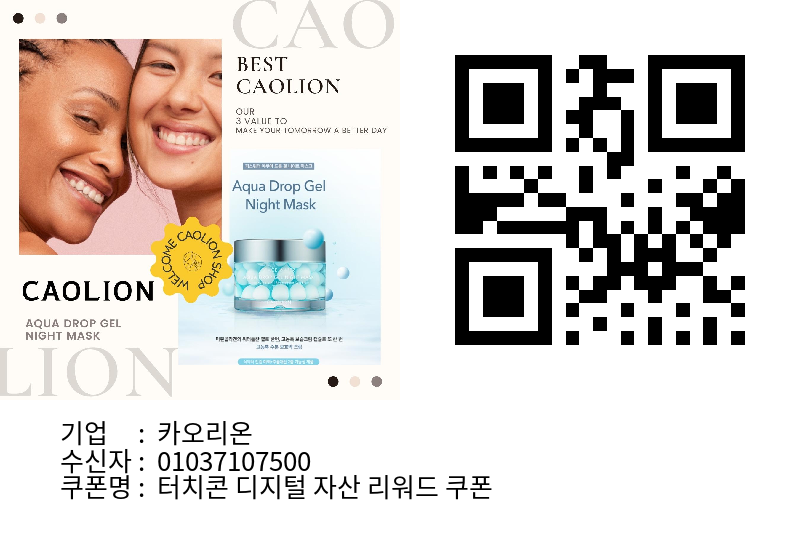 CAO
BEST
CAOLION
OUR
3 VALUE TO
MAKE YOUR TOMORROW A BETTER DAY
Aqua Drop Gel
Night Mask
WELCOME CAOLION SHOP
CAOLION
AQUA DROP GEL
NIGHT MASK
LION
기업 : 카오리온
수신자 : 01037107500
쿠폰명 : 터치콘 디지털 자산 리워드 쿠폰